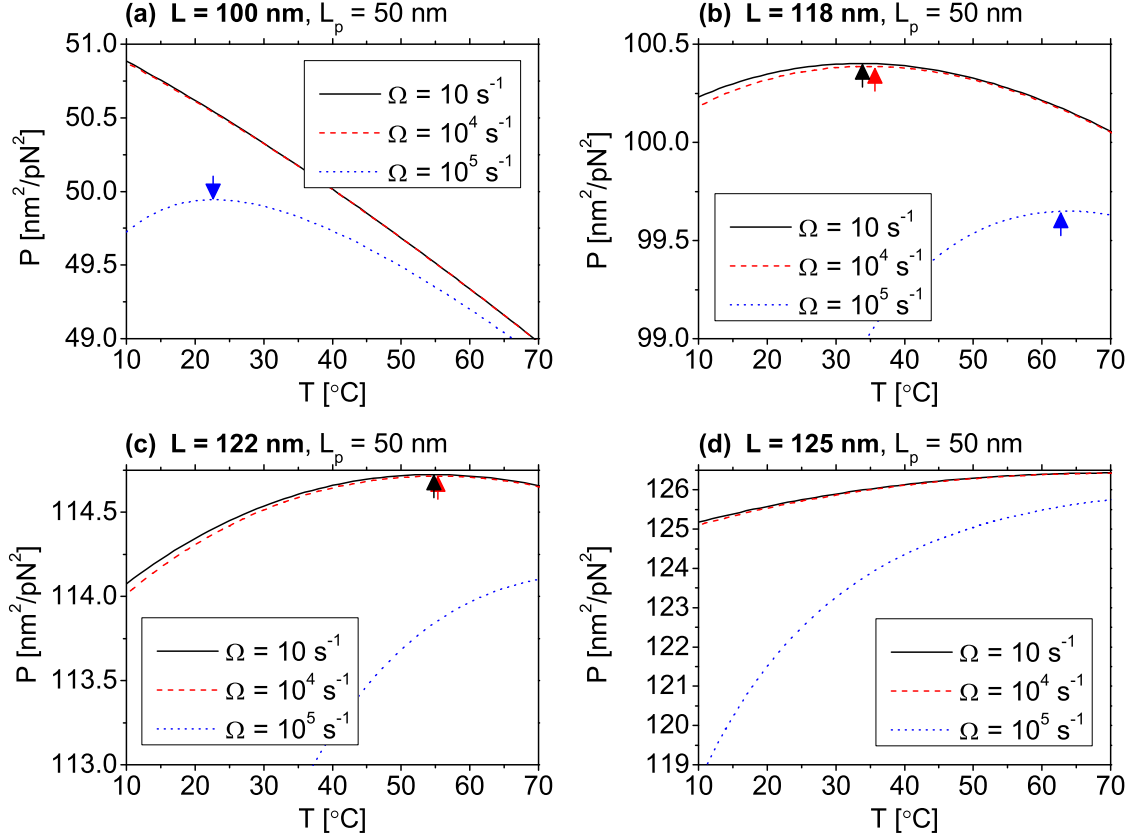 (a) L = 100 nm, Lₚ = 50 nm
P [nm²/pN²]
51.0
50.5
50.0
49.5
49.0
Ω = 10 s⁻¹
Ω = 10⁴ s⁻¹
Ω = 10⁵ s⁻¹
10 20 30 40 50 60 70
T [°C]
(b) L = 118 nm, Lₚ = 50 nm
P [nm²/pN²]
100.5
100.0
99.5
99.0
Ω = 10 s⁻¹
Ω = 10⁴ s⁻¹
Ω = 10⁵ s⁻¹
10 20 30 40 50 60 70
T [°C]
(c) L = 122 nm, Lₚ = 50 nm
P [nm²/pN²]
114.5
114.0
113.5
113.0
Ω = 10 s⁻¹
Ω = 10⁴ s⁻¹
Ω = 10⁵ s⁻¹
10 20 30 40 50 60 70
T [°C]
(d) L = 125 nm, Lₚ = 50 nm
P [nm²/pN²]
126
125
124
123
122
121
120
119
Ω = 10 s⁻¹
Ω = 10⁴ s⁻¹
Ω = 10⁵ s⁻¹
10 20 30 40 50 60 70
T [°C]